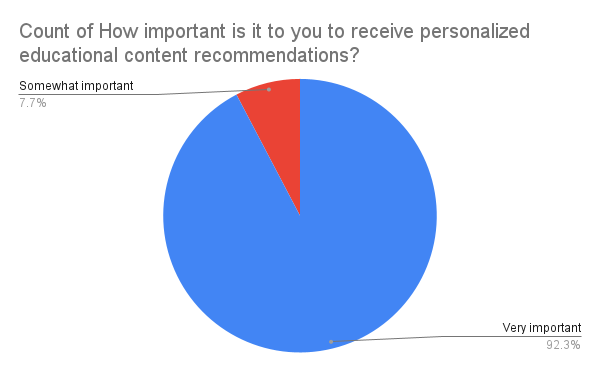 Count of How important is it to you to receive personalized
educational content recommendations?
Somewhat important
7.7%
Very important
92.3%